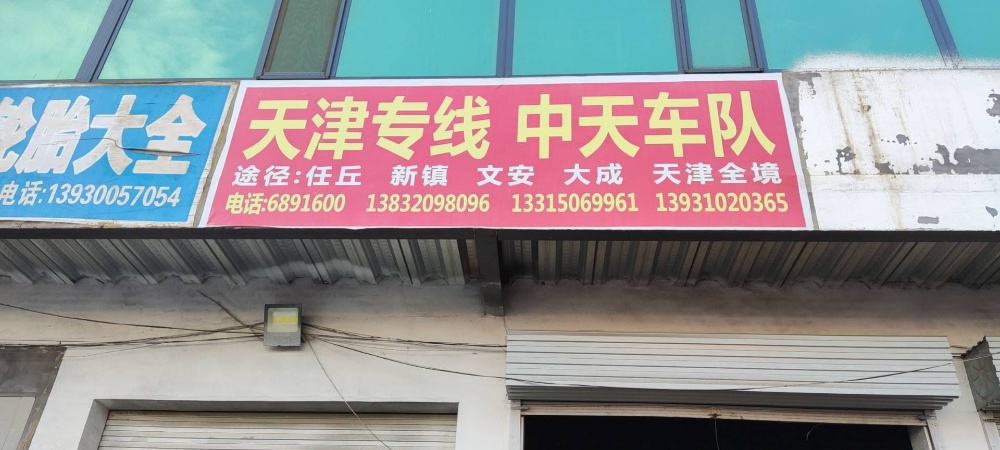 轮胎大全
电话:13930057054
天津专线 中天车队
途径:任丘 新镇 文安 大成 天津全境
电话:6891600 13832098096 13315069961 13931020365